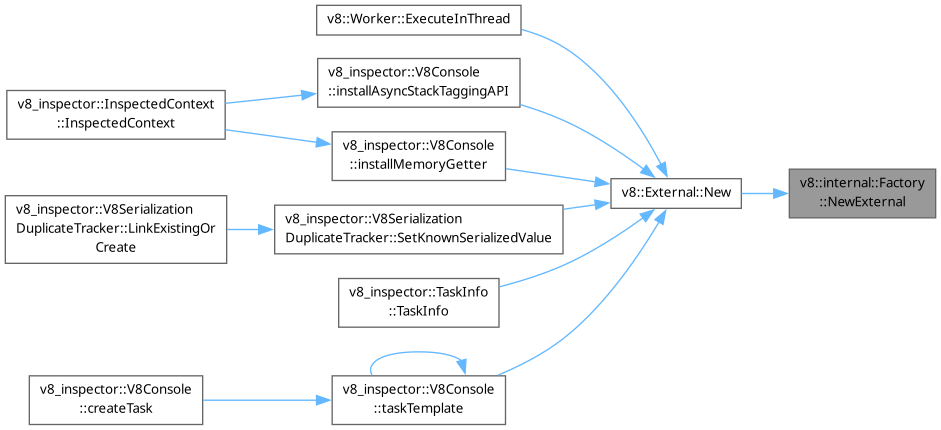 v8::Worker::ExecuteInThread
v8_inspector::V8Console
::installAsyncStackTaggingAPI
v8_inspector::InspectedContext
::InspectedContext
v8_inspector::V8Console
::installMemoryGetter
v8::External::New
v8::internal::Factory
::NewExternal
v8_inspector::V8Serialization
DuplicateTracker::LinkExistingOr
Create
v8_inspector::V8Serialization
DuplicateTracker::SetKnownSerializedValue
v8_inspector::TaskInfo
::TaskInfo
v8_inspector::V8Console
::createTask
v8_inspector::V8Console
::taskTemplate